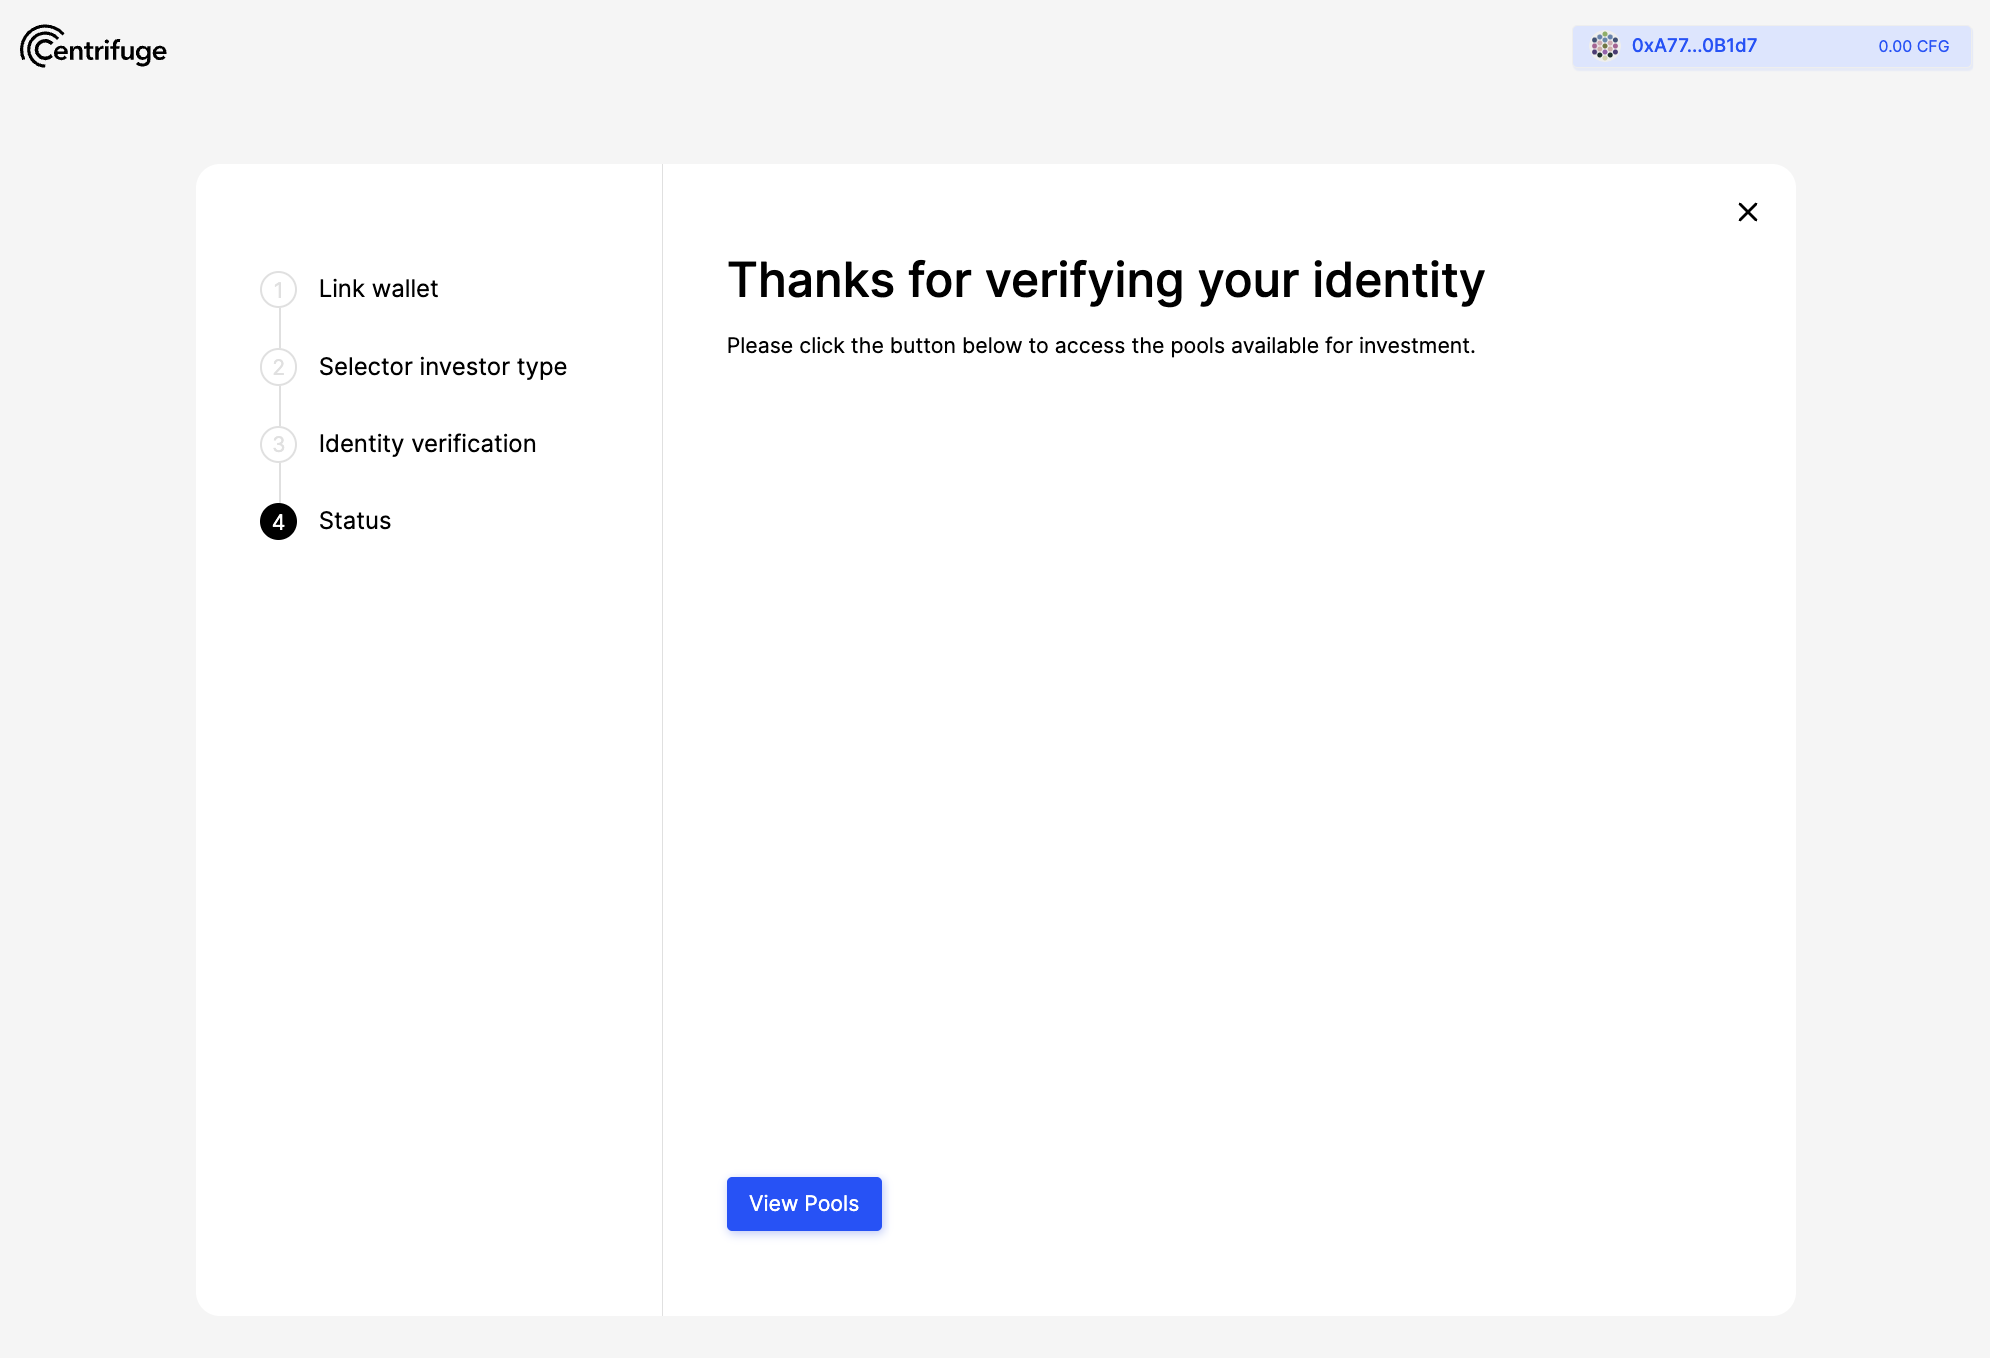 Centrifuge
0xA77...0B1d7
0.00 CFG
1 Link wallet
2 Selector investor type
3 Identity verification
4 Status
Thanks for verifying your identity
Please click the button below to access the pools available for investment.
View Pools